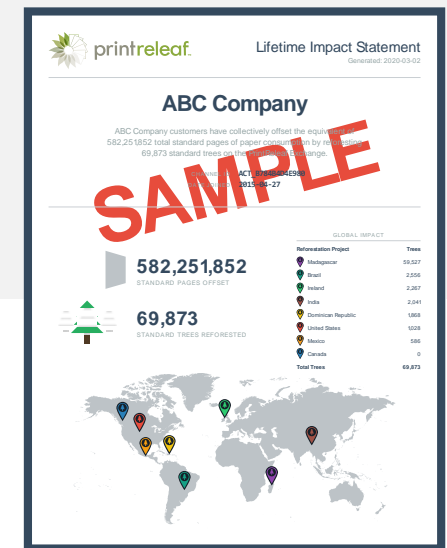 printreleaf
Lifetime Impact Statement
Generated: 2020-03-02
ABC Company
ABC Company customers have collectively offset the equivalent of
582,251,852 total standard pages of paper consumption by reforesting
69,873 standard trees on the Exchange.
2019-04-27
SAMPLE
GLOBAL IMPACT
Reforestation Project Trees
Madagascar 59,527
Brazil 2,556
Ireland 2,267
India 2,041
Dominican Republic 1,868
United States 1,028
Mexico 586
Canada 0
Total Trees 69,873
582,251,852
STANDARD PAGES OFFSET
69,873
STANDARD TREES REFORESTED